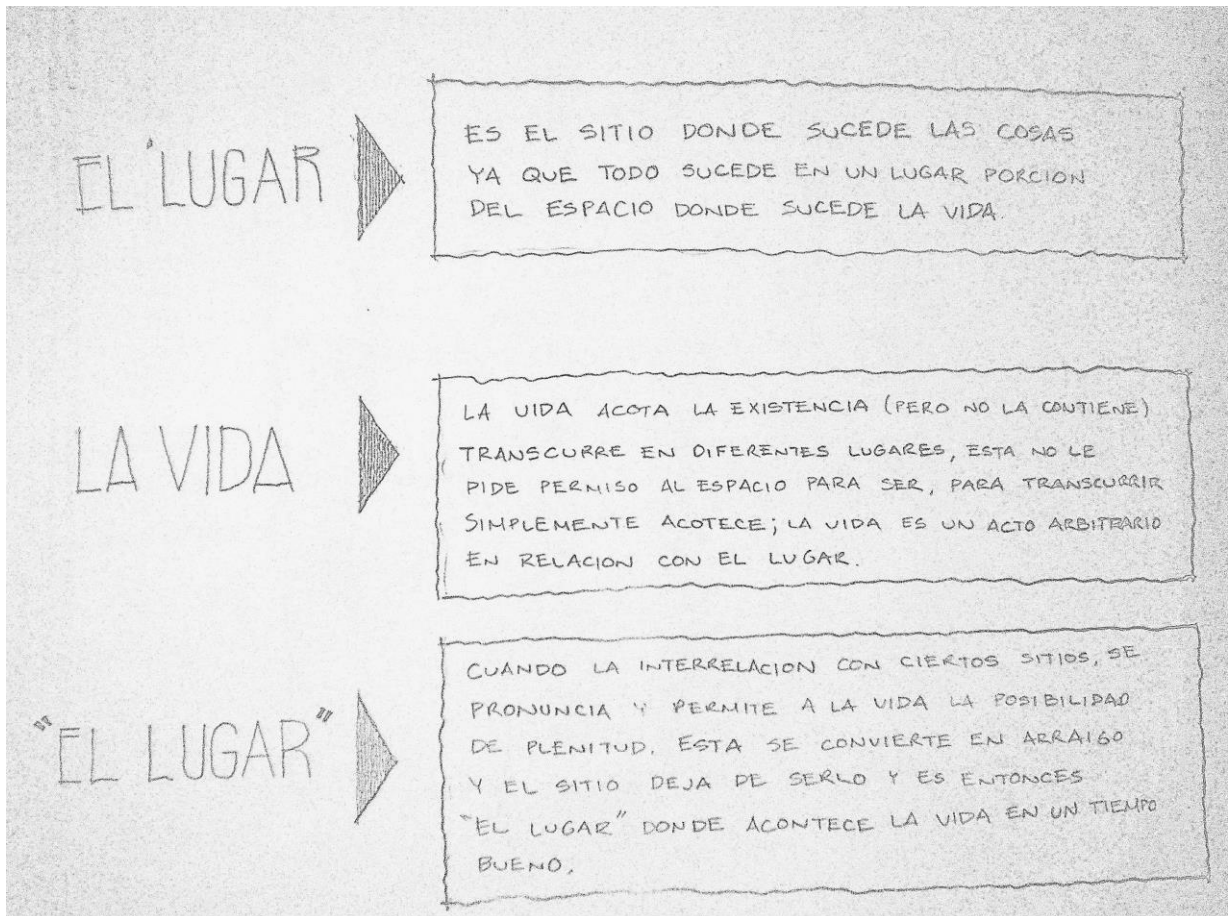 EL LUGAR
ES EL SITIO DONDE SUCEDE LAS COSAS
YA QUE TODO SUCEDE EN UN LUGAR PORCION
DEL ESPACIO DONDE SUCEDE LA VIDA.
LA VIDA
LA VIDA ACOTA LA EXISTENCIA (PERO NO LA CONTIENE)
TRANSCURRE EN DIFERENTES LUGARES, ESTA NO LE
PIDE PERMISO AL ESPACIO PARA SER, PARA TRANSCURRIR
SIMPLEMENTE ACOTECE; LA VIDA ES UN ACTO ARBITRARIO
EN RELACION CON EL LUGAR.
"EL LUGAR"
CUANDO LA INTERRELACION CON CIERTOS SITIOS, SE
PRONUNCIA Y PERMITE A LA VIDA LA POSIBILIDAD
DE PLENITUD. ESTA SE CONVIERTE EN ARRAIGO
Y EL SITIO DEJA DE SERLO Y ES ENTONCES
"EL LUGAR" DONDE ACONTECE LA VIDA EN UN TIEMPO
BUENO.